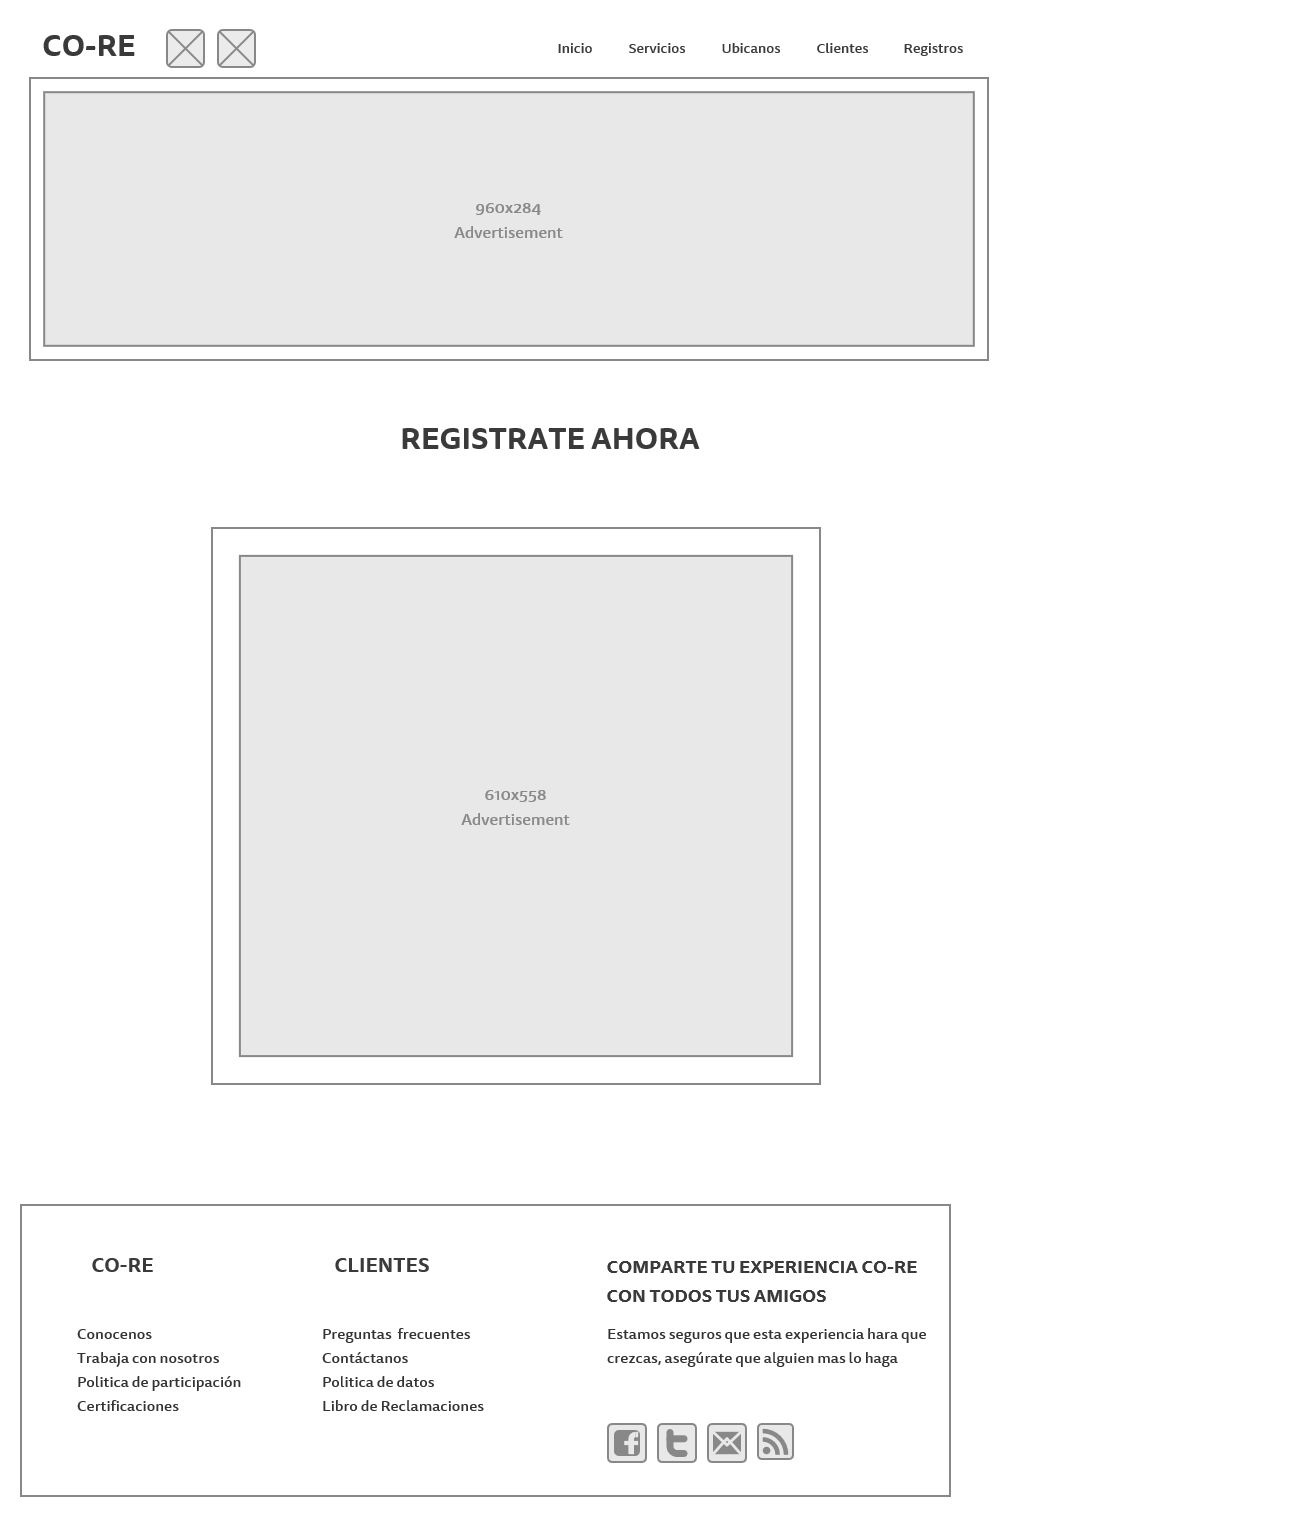 CO-RE
Inicio Servicios Ubicanos Clientes Registros
960x284
Advertisement
REGISTRATE AHORA
610x558
Advertisement
CO-RE
Conocenos
Trabaja con nosotros
Politica de participación
Certificaciones
CLIENTES
Preguntas frecuentes
Contáctanos
Politica de datos
Libro de Reclamaciones
COMPARTE TU EXPERIENCIA CO-RE
CON TODOS TUS AMIGOS
Estamos seguros que esta experiencia hara que
crezcas, asegúrate que alguien mas lo haga